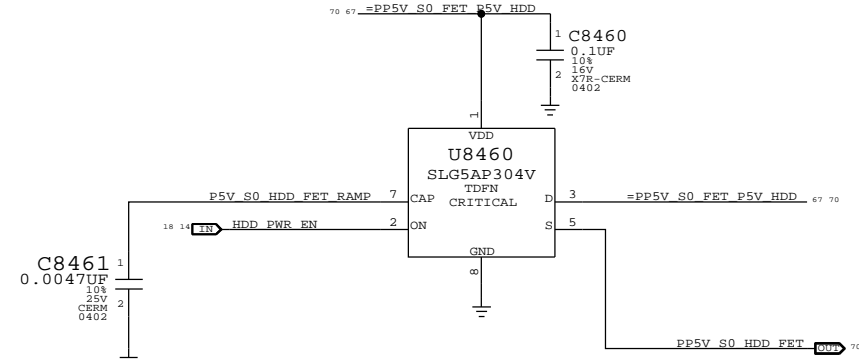 70 67 =PP5V_S0_FET_P5V_HDD
1 C8460
0.1UF
10%
16V
2 X7R-CERM
0402
1
VDD
U8460
SLG5AP304V
TDFN
CRITICAL
P5V_S0_HDD_FET_RAMP 7 CAP
D 3 =PP5V_S0_FET_P5V_HDD 67 70
18 14 IN HDD_PWR_EN 2 ON
S 5
GND
8
C8461 1
0.0047UF
10%
25V
CERM 2
0402
PP5V_S0_HDD_FET OUT 70